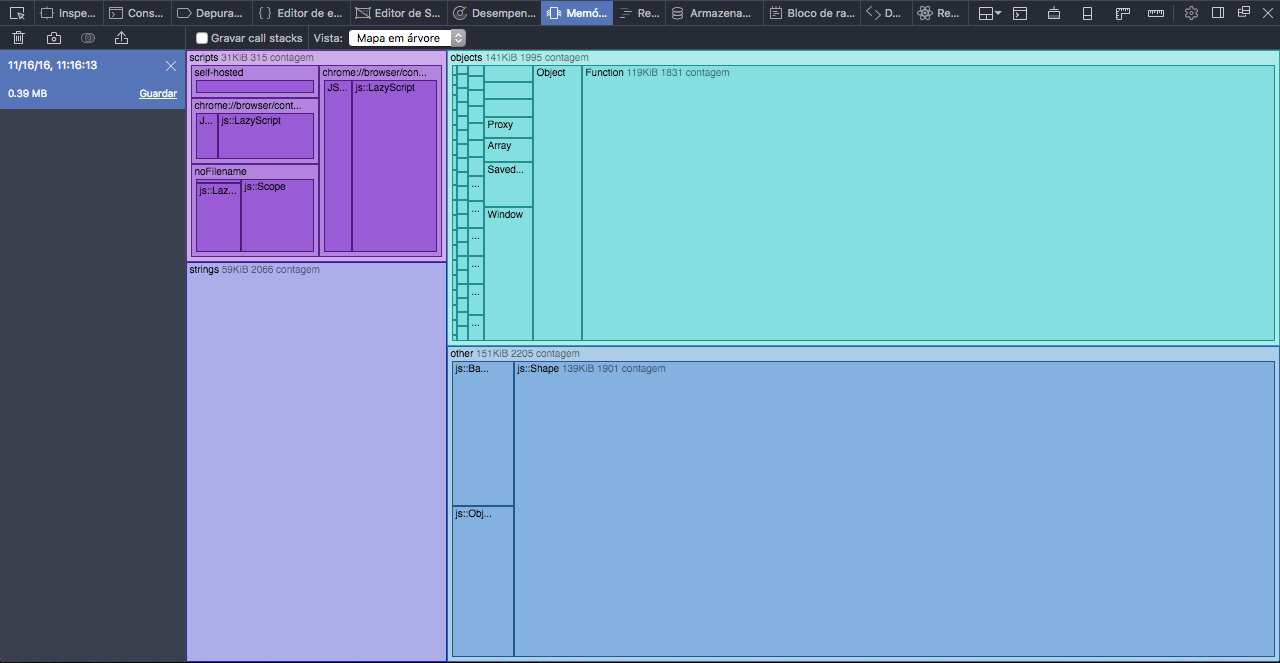 Inspe... Cons... Depura... Editor de e... Editor de S... Desempen... Memó... Re... Armazena... Bloco de ra... D... Re...
Gravar call stacks Vista: Mapa em árvore
11/16/16, 11:16:13
0.39 MB Guardar
scripts 31KiB 315 contagem
self-hosted
chrome://browser/cont...
J... js::LazyScript
noFilename
js::Laz... js::Scope
chrome://browser/con...
JS... js::LazyScript
strings 59KiB 2066 contagem
objects 141KiB 1995 contagem
...
...
...
...
...
...
Proxy
Array
Saved...
Window
Object
Function 119KiB 1831 contagem
other 151KiB 2205 contagem
js::Ba...
js::Obj...
js::Shape 139KiB 1901 contagem